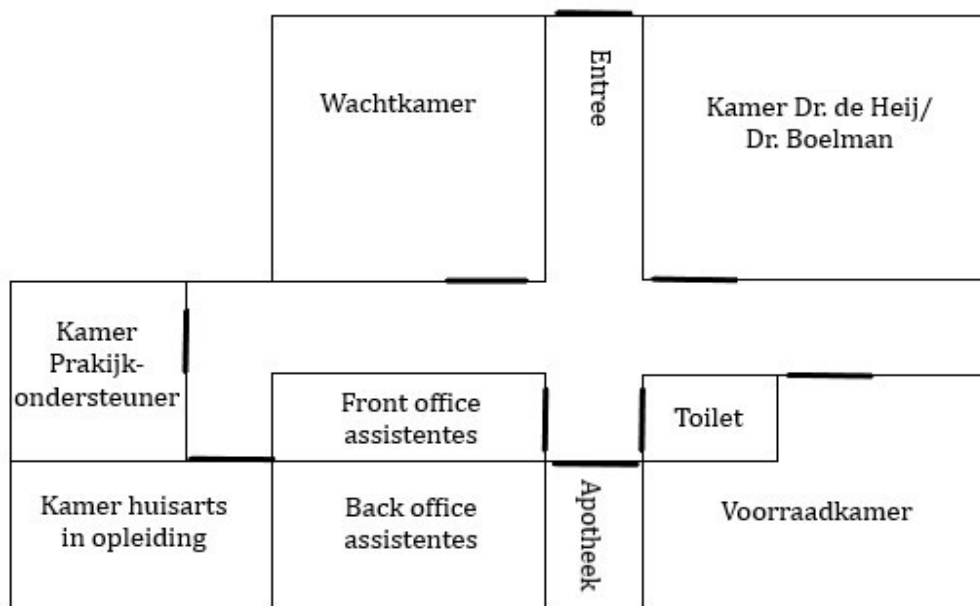 Wachtkamer
Entree
Kamer Dr. de Heij/
Dr. Boelman
Kamer
Prakijk-
ondersteuner
Front office
assistentes
Toilet
Kamer huisarts
in opleiding
Back office
assistentes
Apotheek
Voorraadkamer